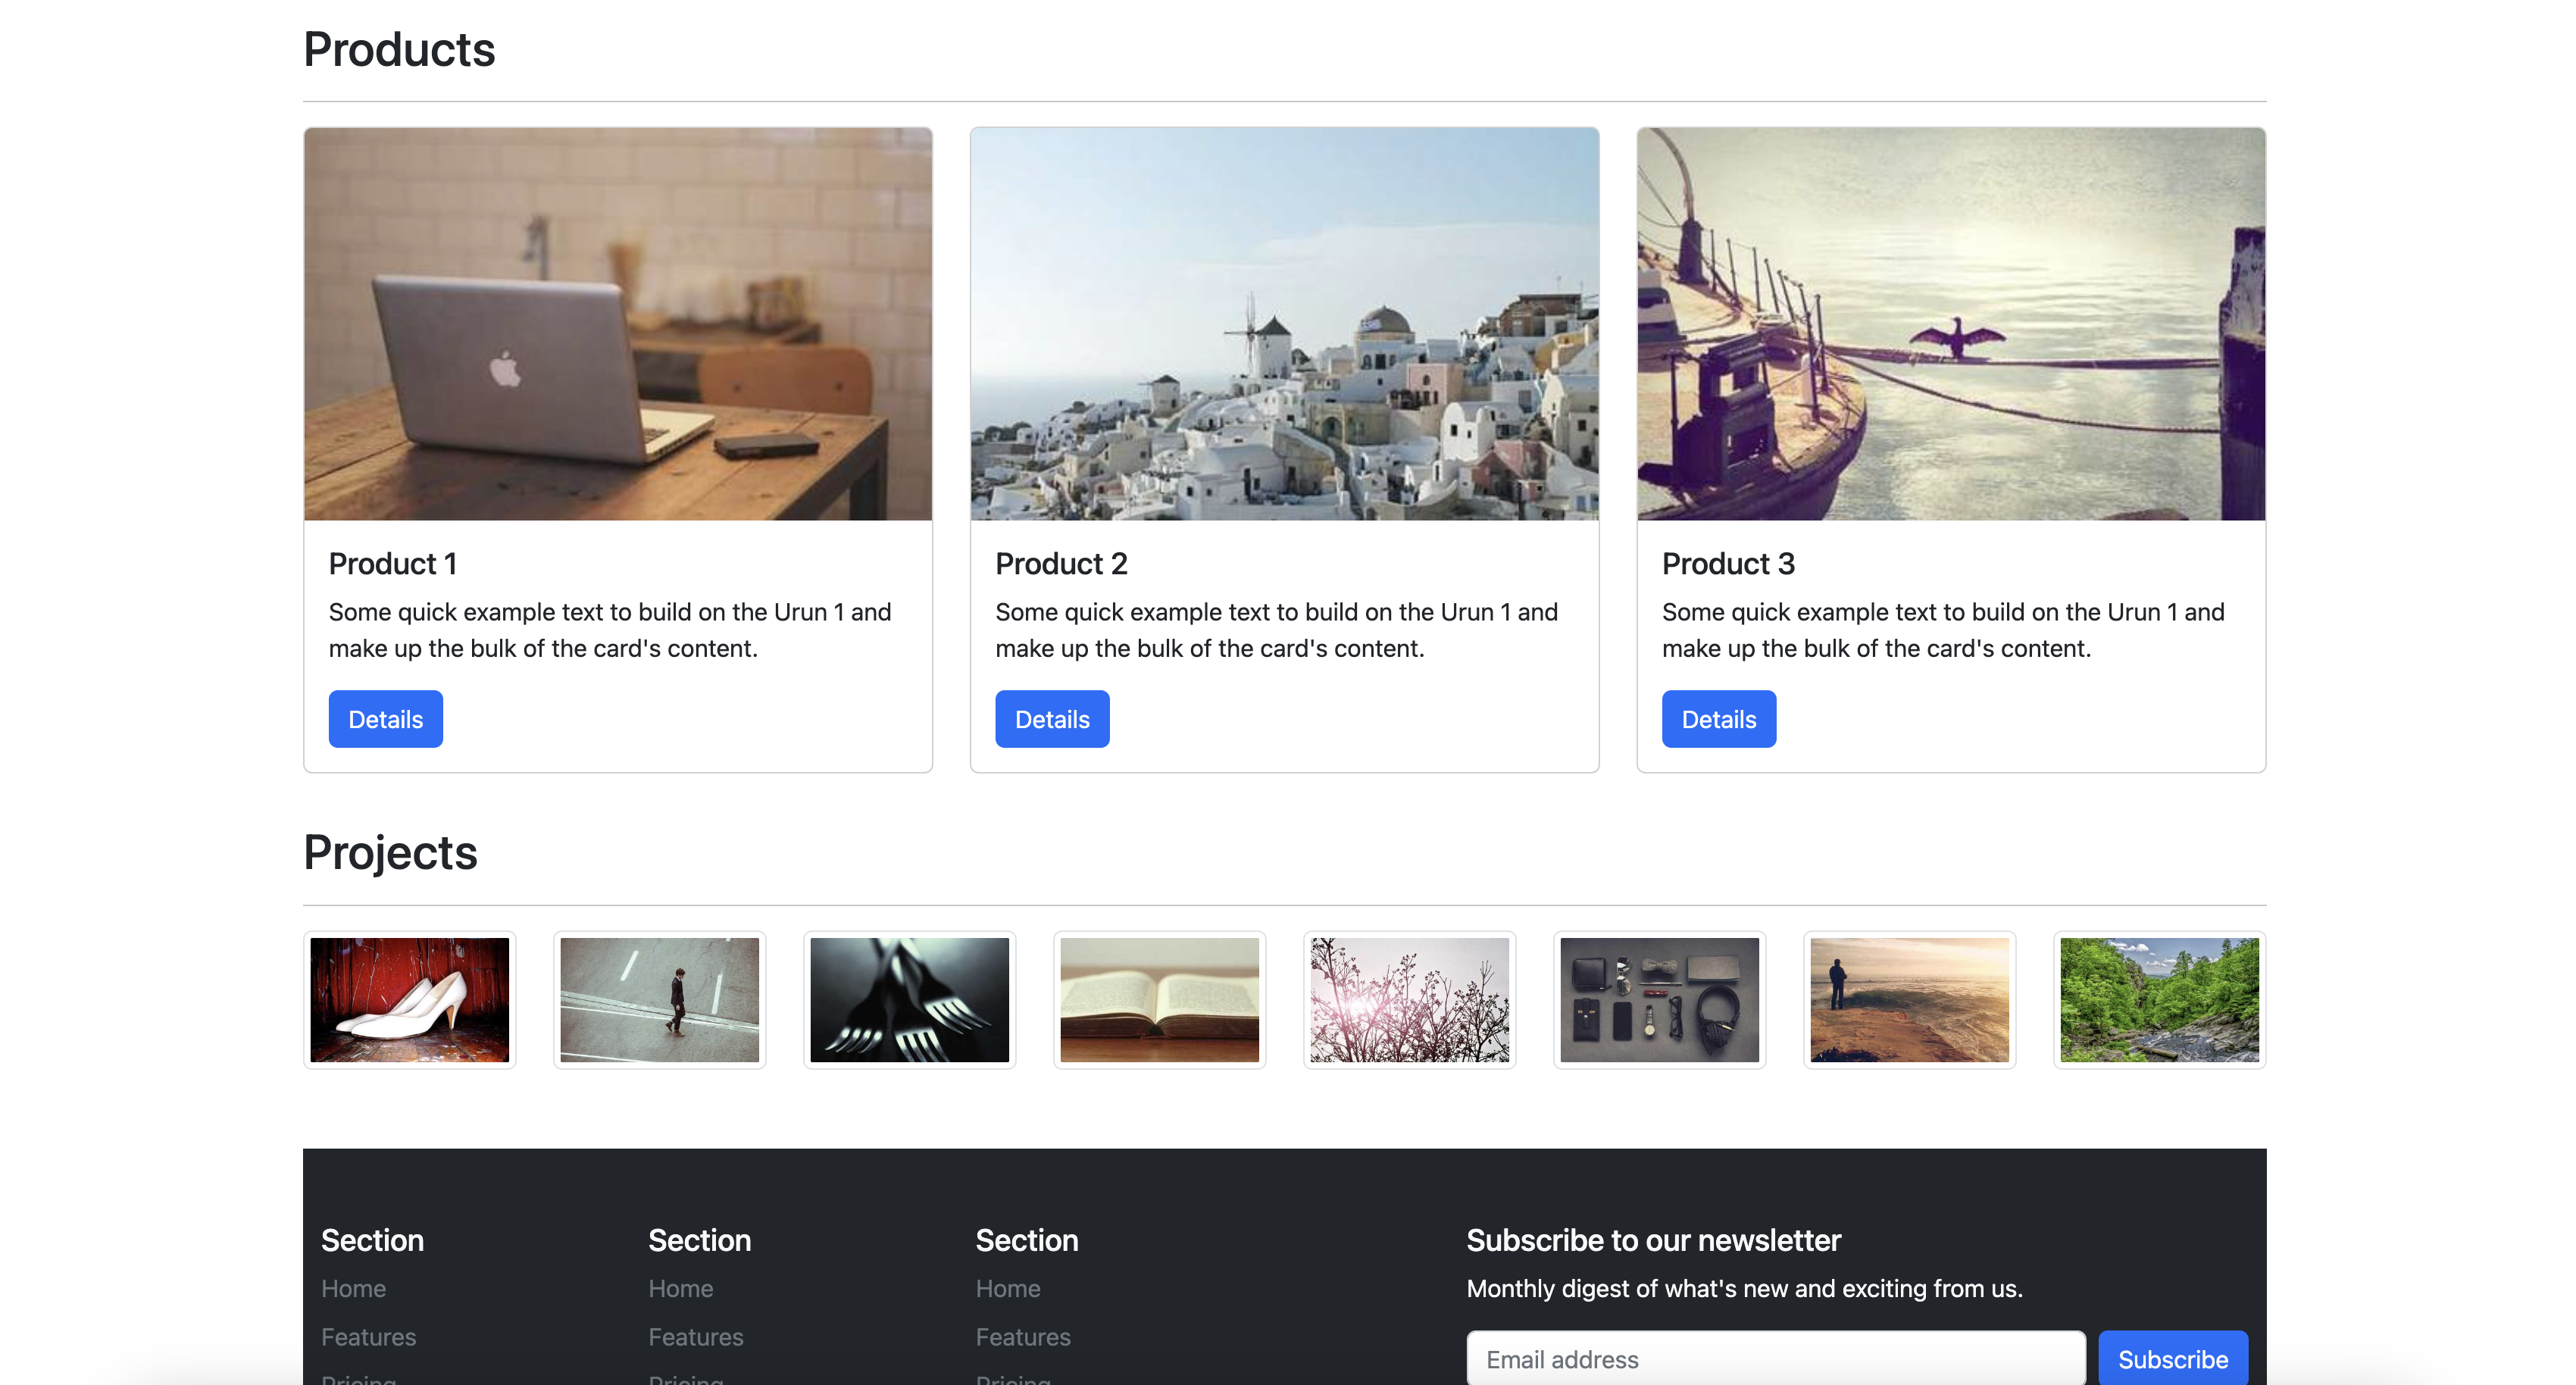 Products
Product 1
Some quick example text to build on the Urun 1 and
make up the bulk of the card's content.
Details
Product 2
Some quick example text to build on the Urun 1 and
make up the bulk of the card's content.
Details
Product 3
Some quick example text to build on the Urun 1 and
make up the bulk of the card's content.
Details
Projects
Section
Home
Features
Pricing
Section
Home
Features
Pricing
Section
Home
Features
Pricing
Subscribe to our newsletter
Monthly digest of what's new and exciting from us.
Email address
Subscribe